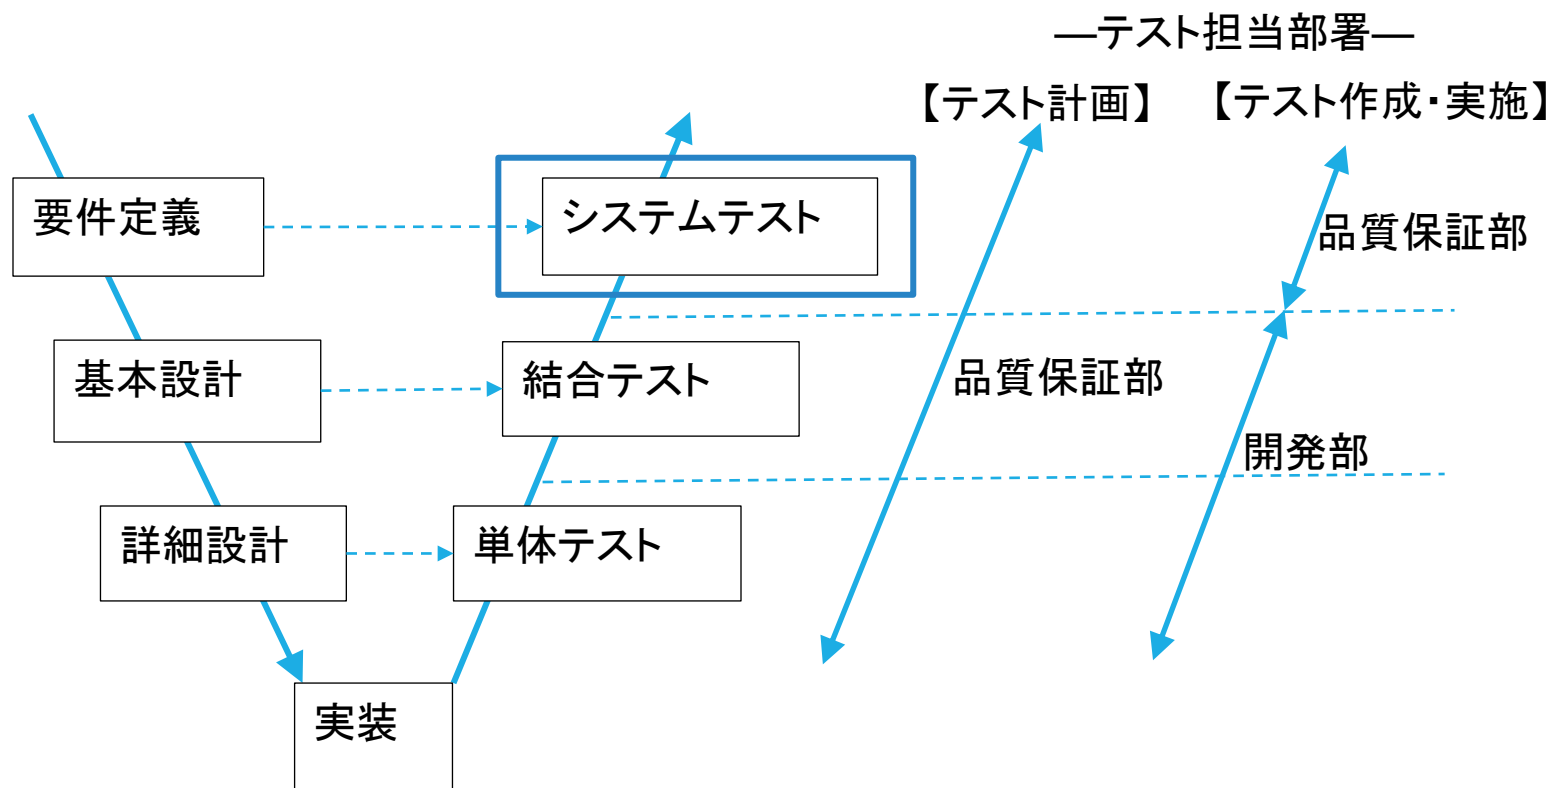 ―テスト担当部署―
【テスト計画】
【テスト作成・実施】
要件定義
システムテスト
品質保証部
基本設計
結合テスト
品質保証部
開発部
詳細設計
単体テスト
実装